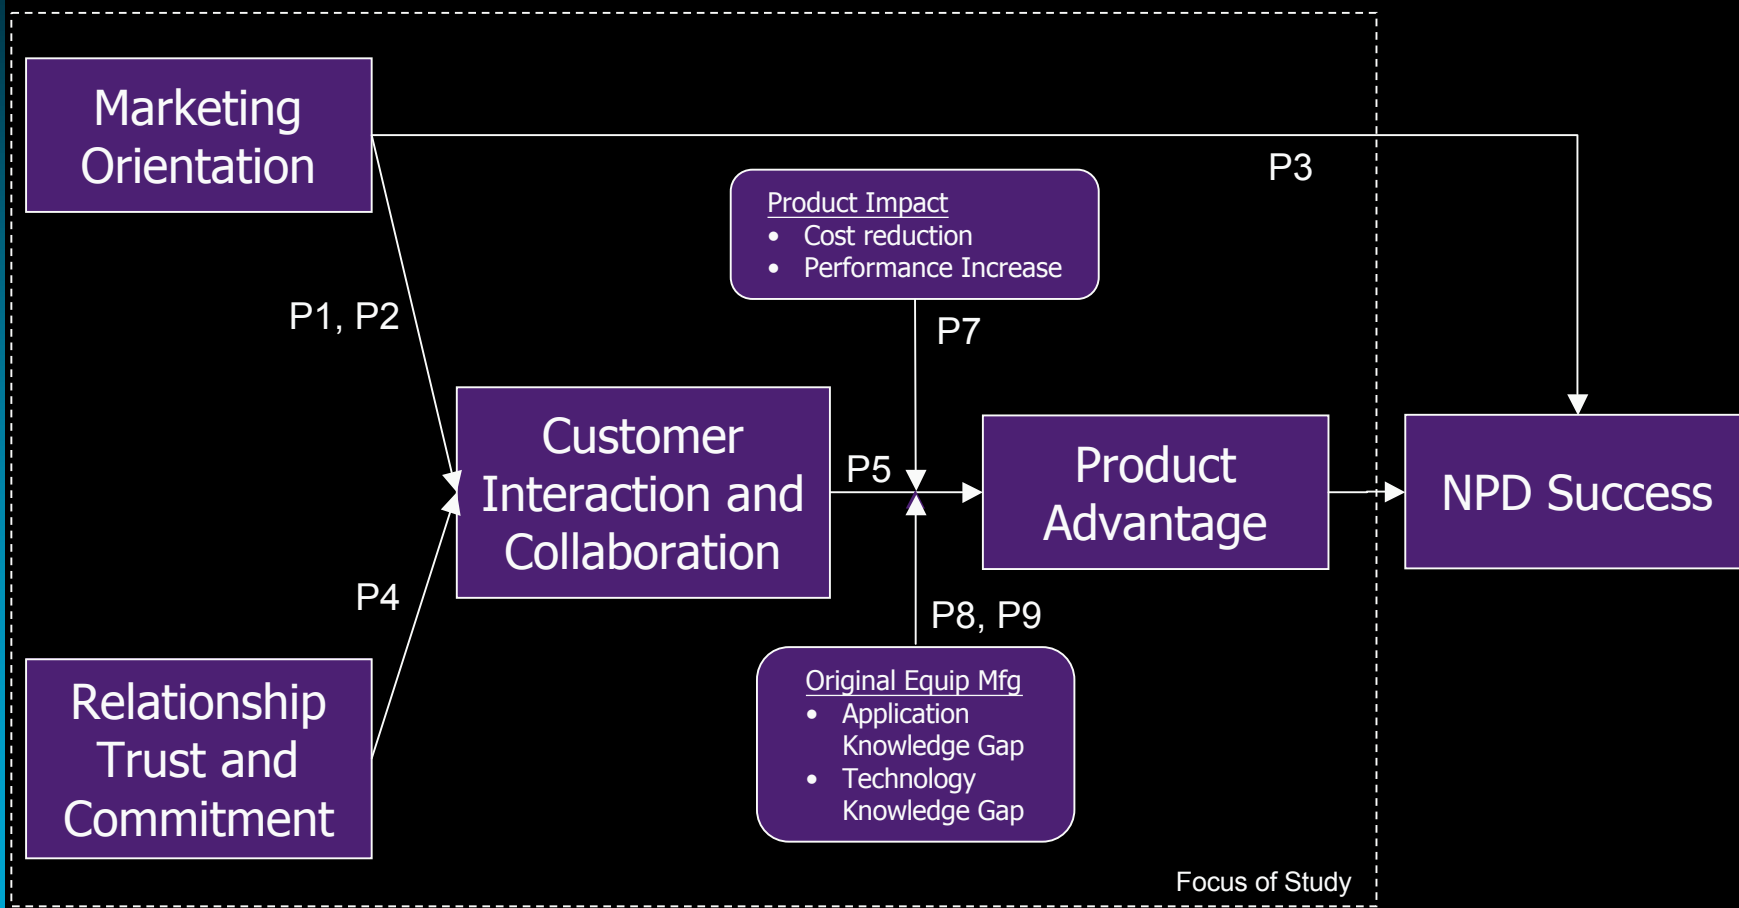 Marketing
Orientation
P3
Product Impact
• Cost reduction
• Performance Increase
P1, P2
P7
Customer
Interaction and
Collaboration
P5
Product
Advantage
NPD Success
P4
P8, P9
Relationship
Trust and
Commitment
Original Equip Mfg
• Application
Knowledge Gap
• Technology
Knowledge Gap
Focus of Study